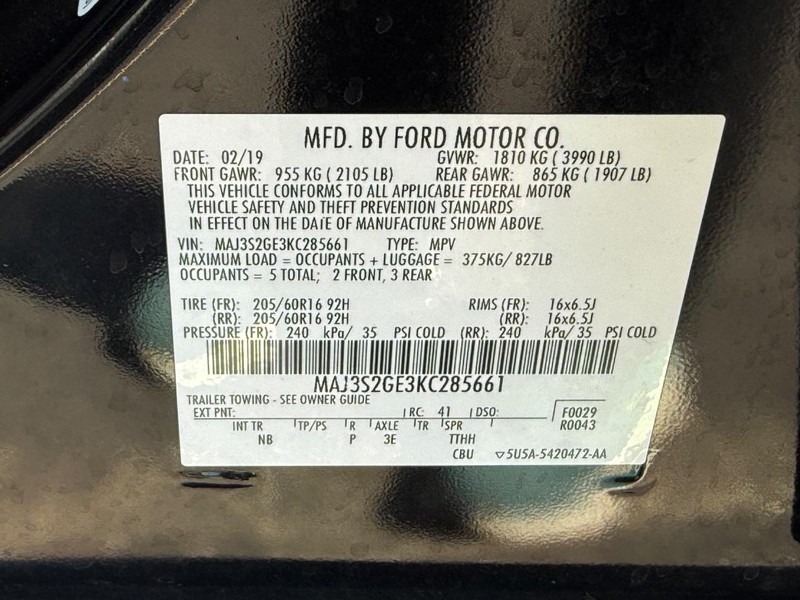 MFD. BY FORD MOTOR CO.
DATE: 02/19 GVWR: 1810 KG ( 3990 LB)
FRONT GAWR: 955 KG ( 2105 LB) REAR GAWR: 865 KG ( 1907 LB)
THIS VEHICLE CONFORMS TO ALL APPLICABLE FEDERAL MOTOR
VEHICLE SAFETY AND THEFT PREVENTION STANDARDS
IN EFFECT ON THE DATE OF MANUFACTURE SHOWN ABOVE.
VIN: MAJ3S2GE3KC285661 TYPE: MPV
MAXIMUM LOAD = OCCUPANTS + LUGGAGE = 375KG/ 827LB
OCCUPANTS = 5 TOTAL; 2 FRONT, 3 REAR
TIRE (FR): 205/60R16 92H RIMS (FR): 16x6.5J
(RR): 205/60R16 92H (RR): 16x6.5J
PRESSURE (FR): 240 kPa/ 35 PSI COLD (RR): 240 kPa/ 35 PSI COLD
MAJ3S2GE3KC285661
TRAILER TOWING - SEE OWNER GUIDE
EXT PNT: RC: 41 DSO: F0029
INT TR TP/PS R AXLE TR SPR R0043
NB P 3E TTHH
CBU ▽5U5A-5420472-AA